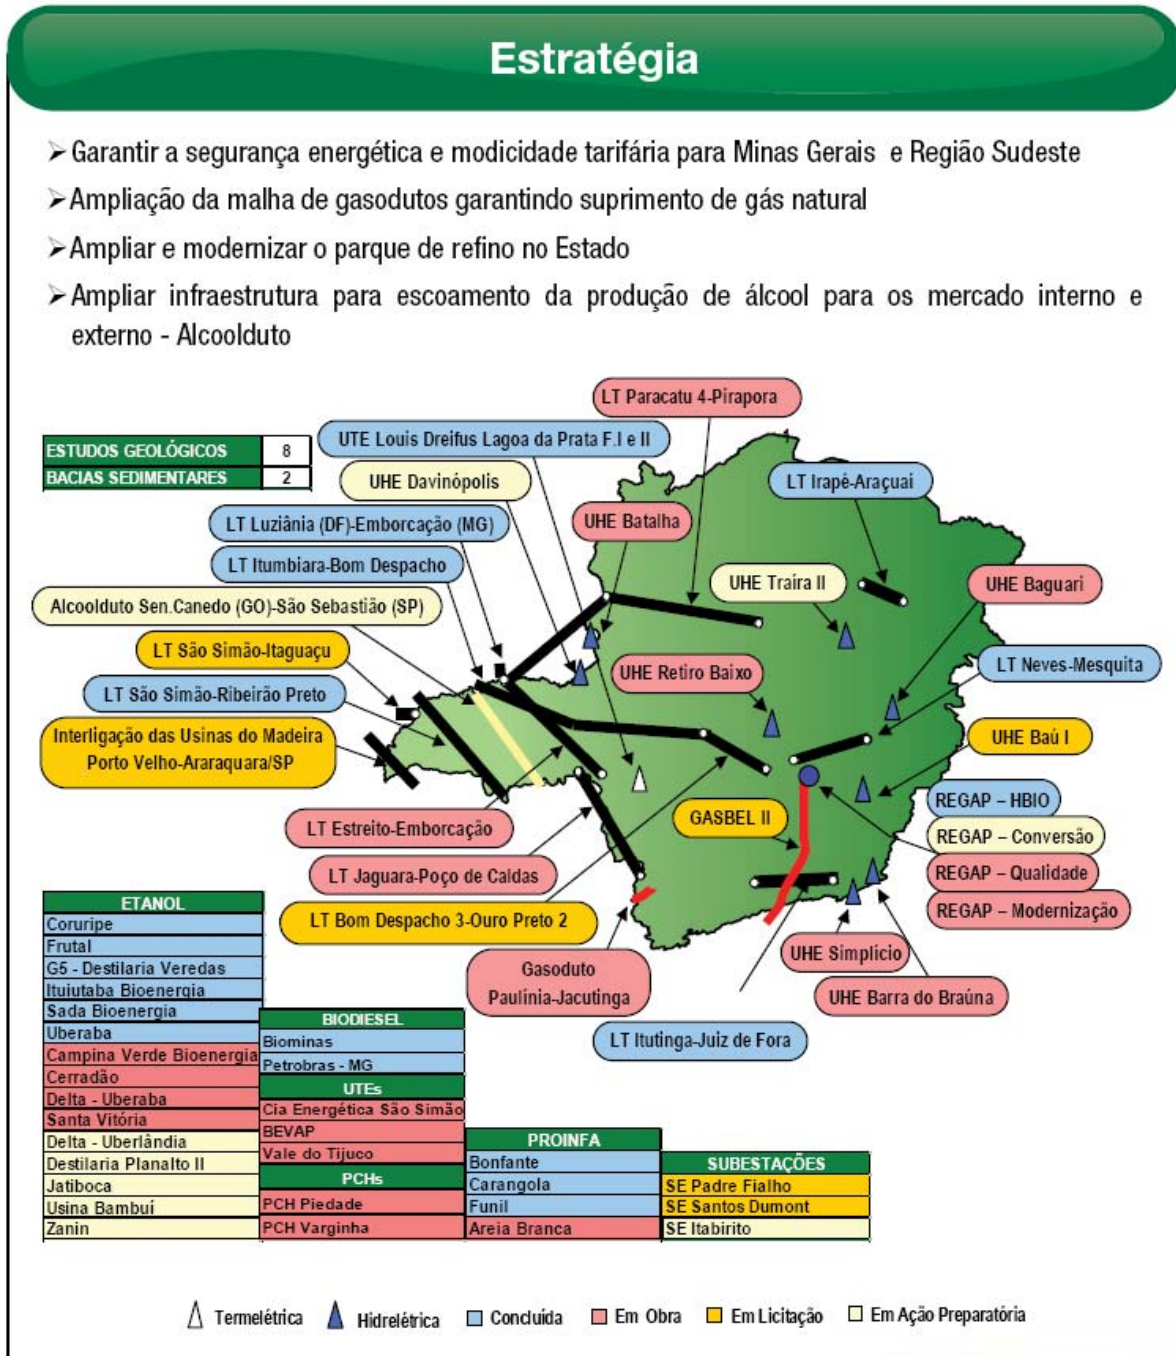 Estratégia
➢ Garantir a segurança energética e modicidade tarifária para Minas Gerais e Região Sudeste
➢ Ampliação da malha de gasodutos garantindo suprimento de gás natural
➢ Ampliar e modernizar o parque de refino no Estado
➢ Ampliar infraestrutura para escoamento da produção de álcool para os mercado interno e
externo - Alcoolduto
LT Paracatu 4-Pirapora
UTE Louis Dreifus Lagoa da Prata F.I e II
ESTUDOS GEOLÓGICOS 8
BACIAS SEDIMENTARES 2
UHE Davinópolis
LT Irapé-Araçuaí
LT Luziânia (DF)-Emborcação (MG)
UHE Batalha
LT Itumbiara-Bom Despacho
UHE Traíra II
UHE Baguari
Alcoolduto Sen.Canedo (GO)-São Sebastião (SP)
LT São Simão-Itaguaçu
UHE Retiro Baixo
LT Neves-Mesquita
LT São Simão-Ribeirão Preto
Interligação das Usinas do Madeira
Porto Velho-Araraquara/SP
UHE Baú I
REGAP – HBIO
GASBEL II
LT Estreito-Emborcação
REGAP – Conversão
LT Jaguara-Poço de Caldas
REGAP – Qualidade
REGAP – Modernização
LT Bom Despacho 3-Ouro Preto 2
UHE Simplício
Gasoduto
Paulínia-Jacutinga
UHE Barra do Braúna
LT Itutinga-Juiz de Fora
ETANOL
Coruripe
Frutal
G5 - Destilaria Veredas
Ituiutaba Bioenergia
Sada Bioenergia
Uberaba
Campina Verde Bioenergia
Cerradão
Delta - Uberaba
Santa Vitória
Delta - Uberlândia
Destilaria Planalto II
Jatiboca
Usina Bambuí
Zanin
BIODIESEL
Biominas
Petrobras - MG
UTEs
Cia Energética São Simão
BEVAP
Vale do Tijuco
PCHs
PCH Piedade
PCH Varginha
PROINFA
Bonfante
Carangola
Funil
Areia Branca
SUBESTAÇÕES
SE Padre Fialho
SE Santos Dumont
SE Itabirito
Termelétrica Hidrelétrica Concluída Em Obra Em Licitação Em Ação Preparatória